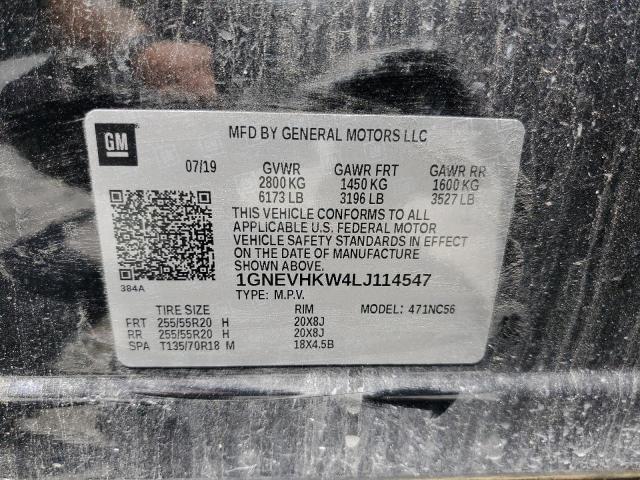 GM
MFD BY GENERAL MOTORS LLC
07/19 GVWR GAWR FRT GAWR RR
2800 KG 1450 KG 1600 KG
6173 LB 3196 LB 3527 LB
THIS VEHICLE CONFORMS TO ALL
APPLICABLE U.S. FEDERAL MOTOR
VEHICLE SAFETY STANDARDS IN EFFECT
ON THE DATE OF MANUFACTURE
SHOWN ABOVE.
384A
1GNEVHKW4LJ114547
TYPE: M.P.V.
TIRE SIZE RIM MODEL: 471NC56
FRT 255/55R20 H 20X8J
RR 255/55R20 H 20X8J
SPA T135/70R18 M 18X4.5B